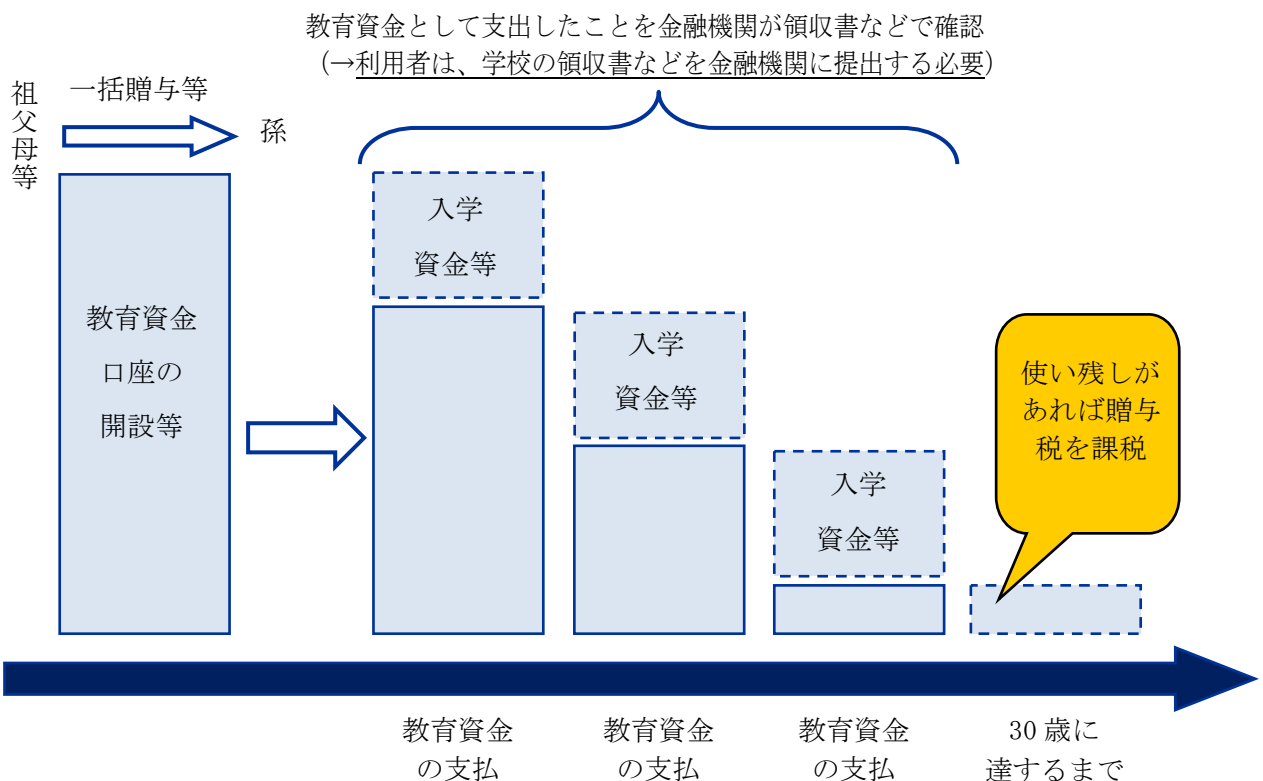 教育資金として支出したことを金融機関が領収書などで確認
（→利用者は、学校の領収書などを金融機関に提出する必要）
祖父母等
一括贈与等
孫
教育資金
口座の
開設等
入学
資金等
入学
資金等
入学
資金等
使い残しが
あれば贈与
税を課税
教育資金
の支払
教育資金
の支払
教育資金
の支払
30 歳に
達するまで